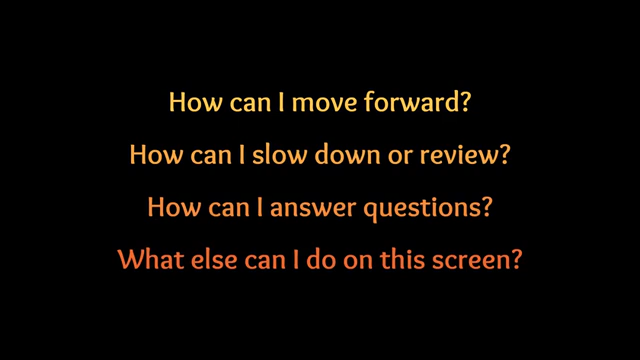 How can I move forward?
How can I slow down or review?
How can I answer questions?
What else can I do on this screen?